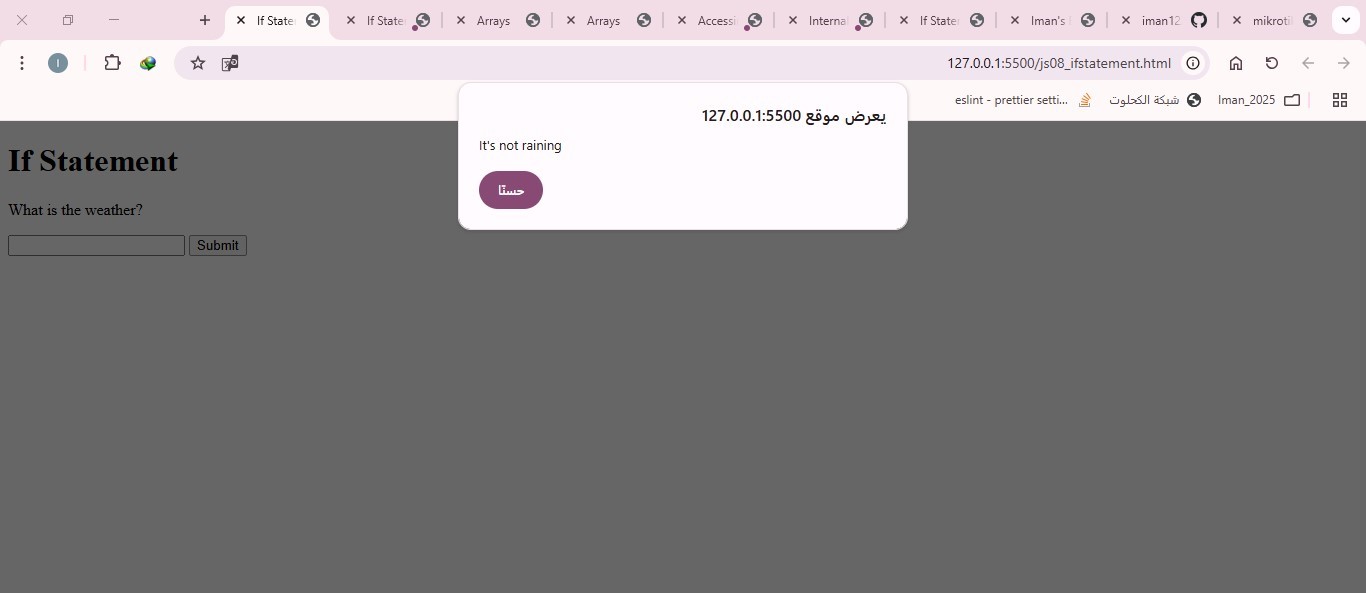 If State
If State
Arrays
Arrays
Accessi
Interna
If State
Iman's
iman12
mikroti
127.0.0.1:5500/js08_ifstatement.html
I
eslint - prettier setti...
شبكة الكحلوت
Iman_2025
يعرض موقع 127.0.0.1:5500
It's not raining
حسنًا
If Statement
What is the weather?
Submit